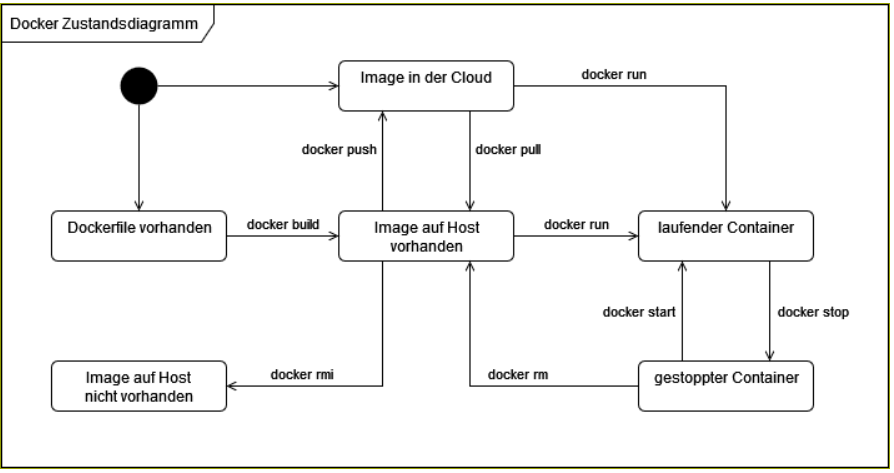 Docker Zustandsdiagramm
Image in der Cloud
docker run
docker push
docker pull
Dockerfile vorhanden
docker build
Image auf Host
vorhanden
docker run
laufender Container
docker start
docker stop
Image auf Host
nicht vorhanden
docker rmi
docker rm
gestoppter Container